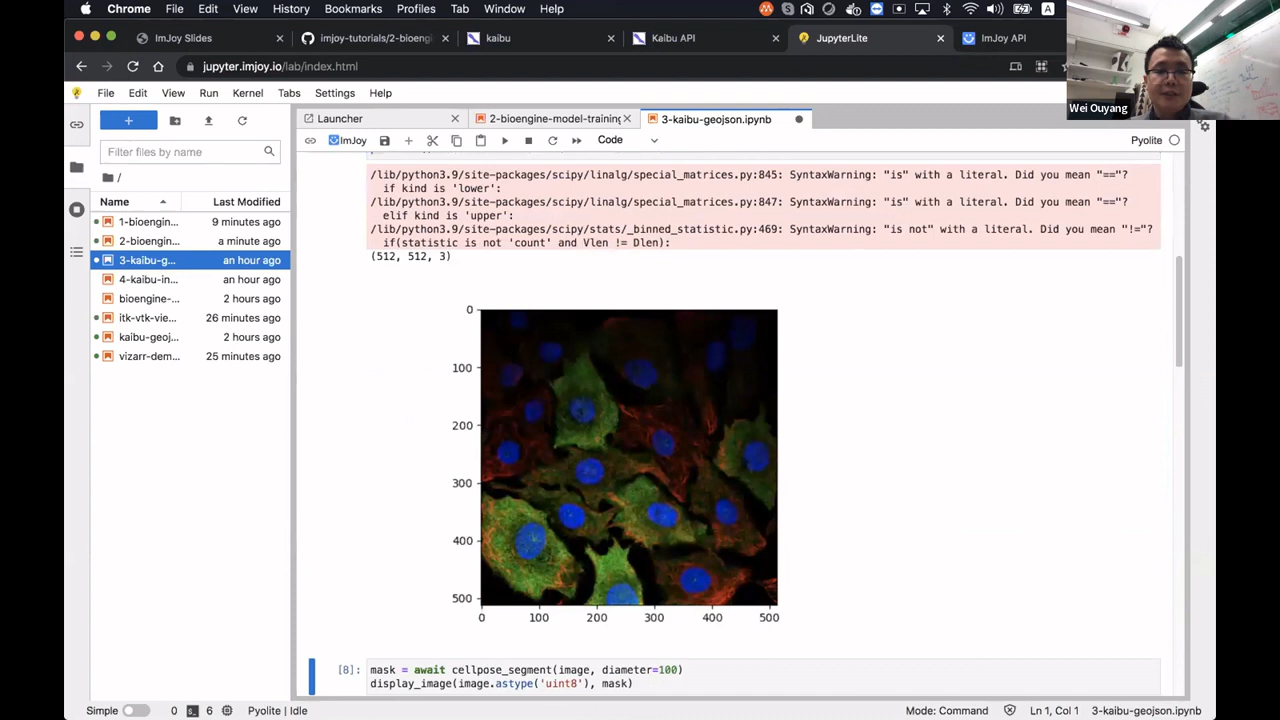 Chrome File Edit View History Bookmarks Profiles Tab Window Help
ImJoy Slides
imjoy-tutorials/2-bioeng
kaibu
Kaibu API
JupyterLite
ImJoy API
jupyter.imjoy.io/lab/index.html
Wei Ouyang
File Edit View Run Kernel Tabs Settings Help
Launcher
2-bioengine-model-training
3-kaibu-geojson.ipynb
Filter files by name
ImJoy
Code
Pyolite
/
Name Last Modified
1-bioengin... 9 minutes ago
2-bioengin... a minute ago
3-kaibu-g... an hour ago
4-kaibu-in... an hour ago
bioengine-... 2 hours ago
itk-vtk-vie... 26 minutes ago
kaibu-geoj... 2 hours ago
vizarr-dem... 25 minutes ago
/lib/python3.9/site-packages/scipy/linalg/special_matrices.py:845: SyntaxWarning: "is" with a literal. Did you mean "=="?
if kind is 'lower':
/lib/python3.9/site-packages/scipy/linalg/special_matrices.py:847: SyntaxWarning: "is" with a literal. Did you mean "=="?
elif kind is 'upper':
/lib/python3.9/site-packages/scipy/stats/_binned_statistic.py:469: SyntaxWarning: "is not" with a literal. Did you mean "!="?
if(statistic is not 'count' and Vlen != Dlen):
(512, 512, 3)
0
100
200
300
400
500
0 100 200 300 400 500
[8]: mask = await cellpose_segment(image, diameter=100)
display_image(image.astype('uint8'), mask)
Simple 0 6 Pyolite | Idle
Mode: Command Ln 1, Col 1 3-kaibu-geojson.ipynb